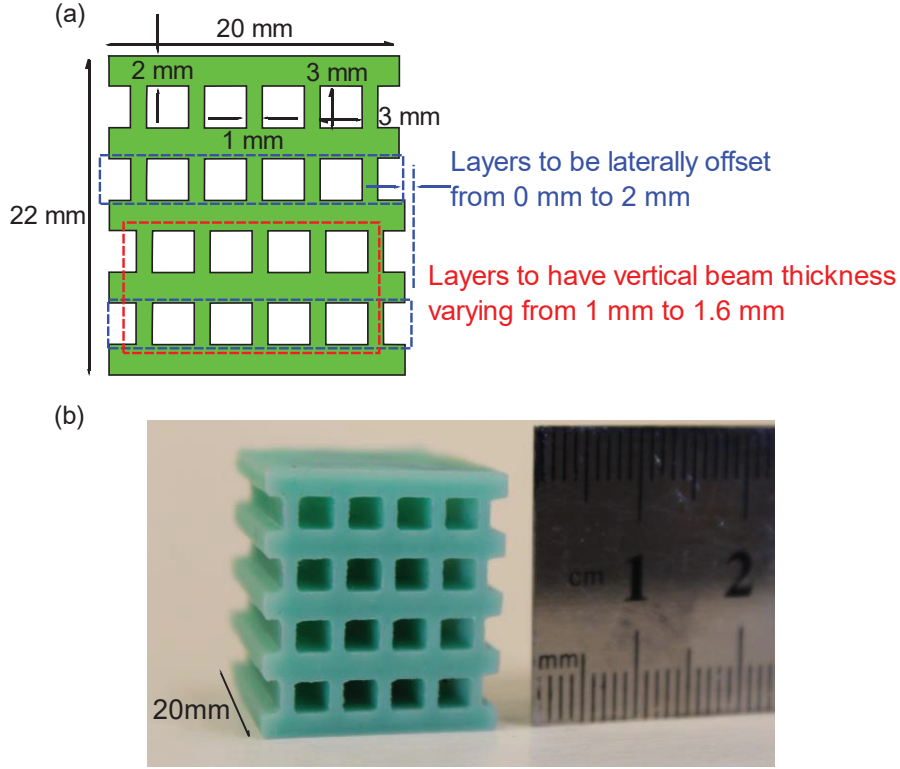 (a)
20 mm
2 mm
3 mm
3 mm
1 mm
Layers to be laterally offset
from 0 mm to 2 mm
22 mm
Layers to have vertical beam thickness
varying from 1 mm to 1.6 mm
(b)
cm 1 2
mm
20mm